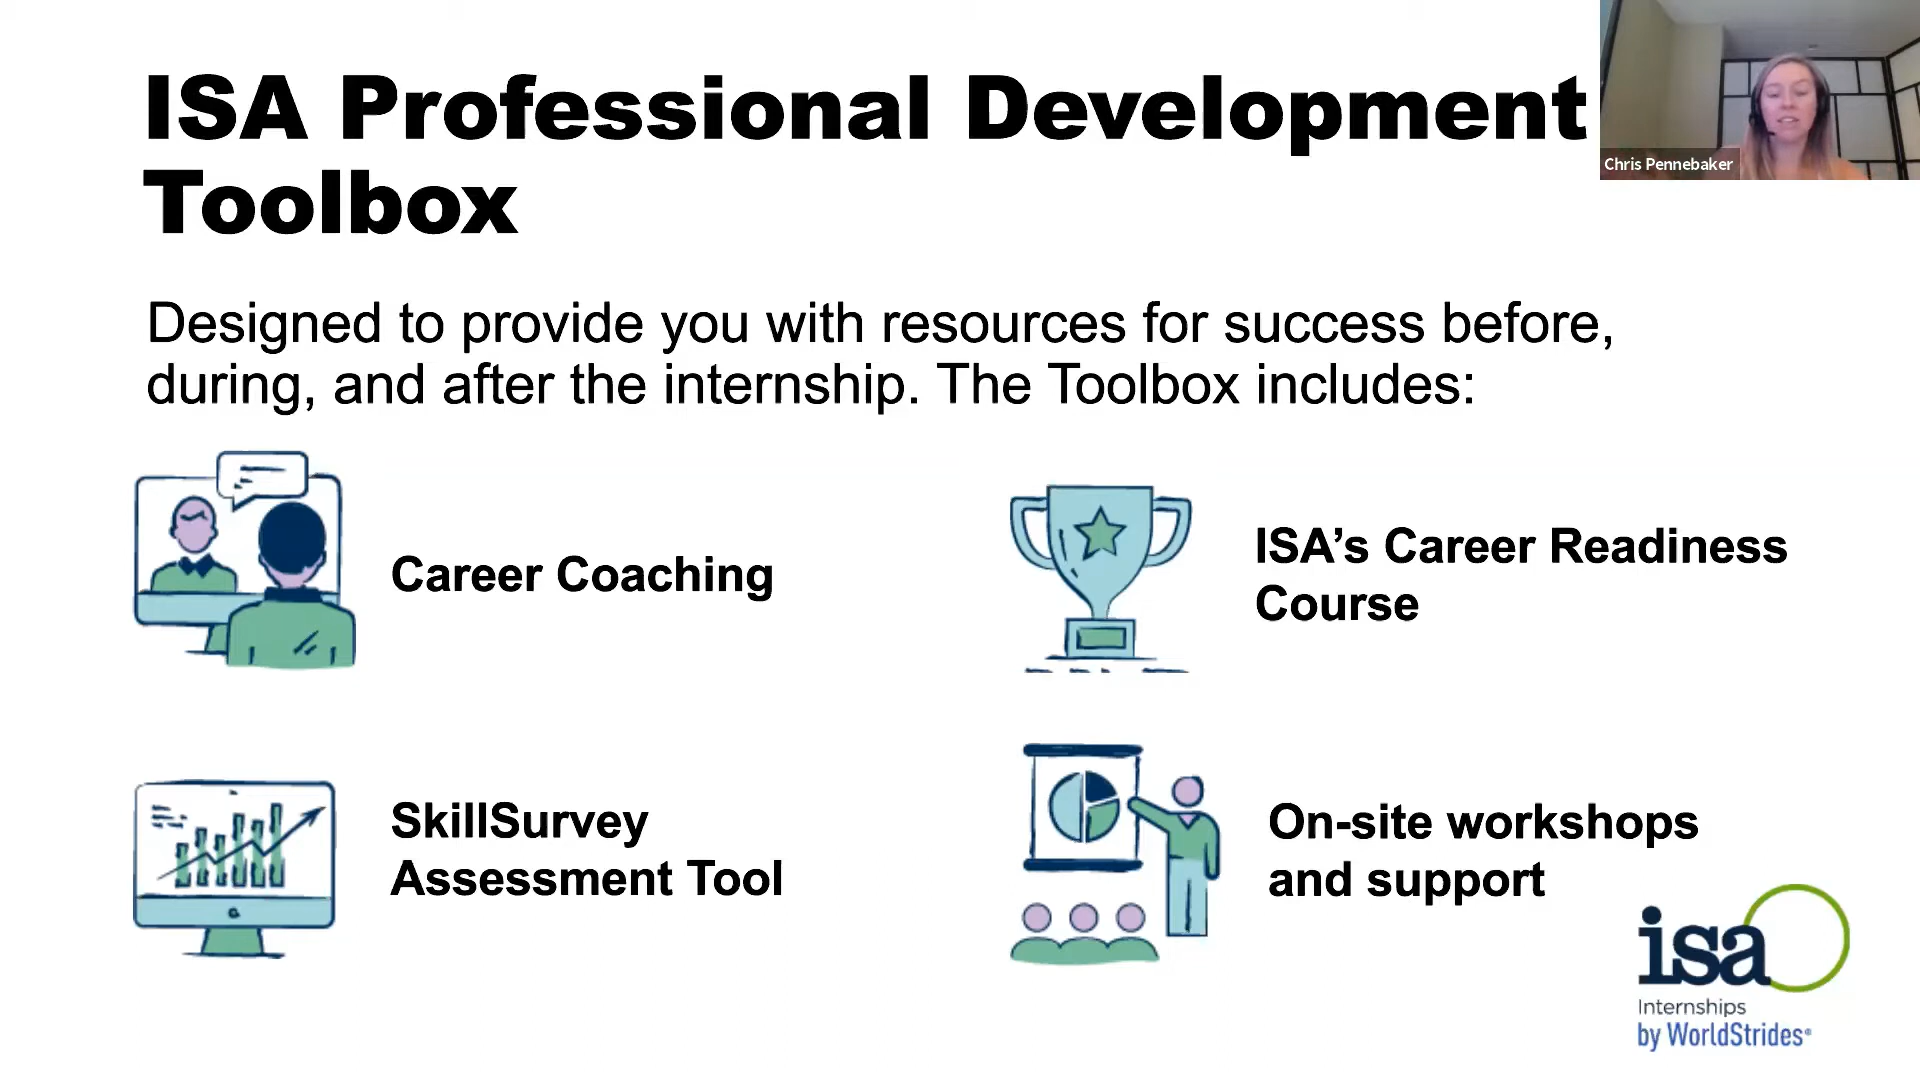 ISA Professional Development
Toolbox
Chris Pennebaker
Designed to provide you with resources for success before,
during, and after the internship. The Toolbox includes:
Career Coaching
ISA’s Career Readiness
Course
SkillSurvey
Assessment Tool
On-site workshops
and support
isa
Internships
by WorldStrides®